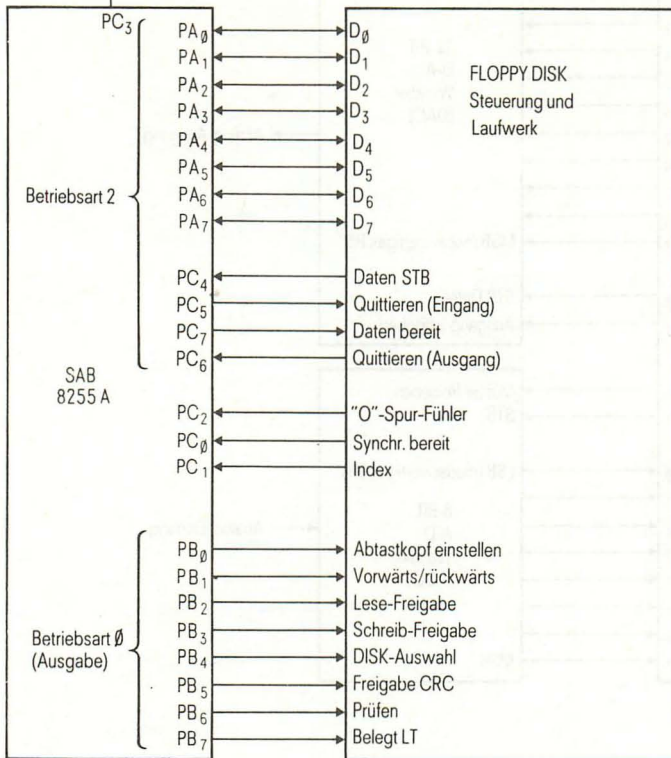 PC3
PA0 D0
PA1 D1
PA2 D2
PA3 D3
PA4 D4
PA5 D5
PA6 D6
PA7 D7
FLOPPY DISK
Steuerung und
Laufwerk
Betriebsart 2
PC4 Daten STB
PC5 Quittieren (Eingang)
PC7 Daten bereit
PC6 Quittieren (Ausgang)
SAB
8255 A
PC2 "O"-Spur-Fühler
PC0 Synchr. bereit
PC1 Index
PB0 Abtastkopf einstellen
PB1 Vorwärts/rückwärts
PB2 Lese-Freigabe
PB3 Schreib-Freigabe
PB4 DISK-Auswahl
PB5 Freigabe CRC
PB6 Prüfen
PB7 Belegt LT
Betriebsart Ø
(Ausgabe)